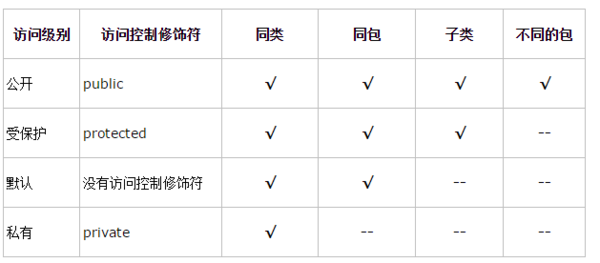 访问级别 访问控制修饰符 同类 同包 子类 不同的包
公开 public √ √ √ √
受保护 protected √ √ √ --
默认 没有访问控制修饰符 √ √ -- --
私有 private √ -- -- --